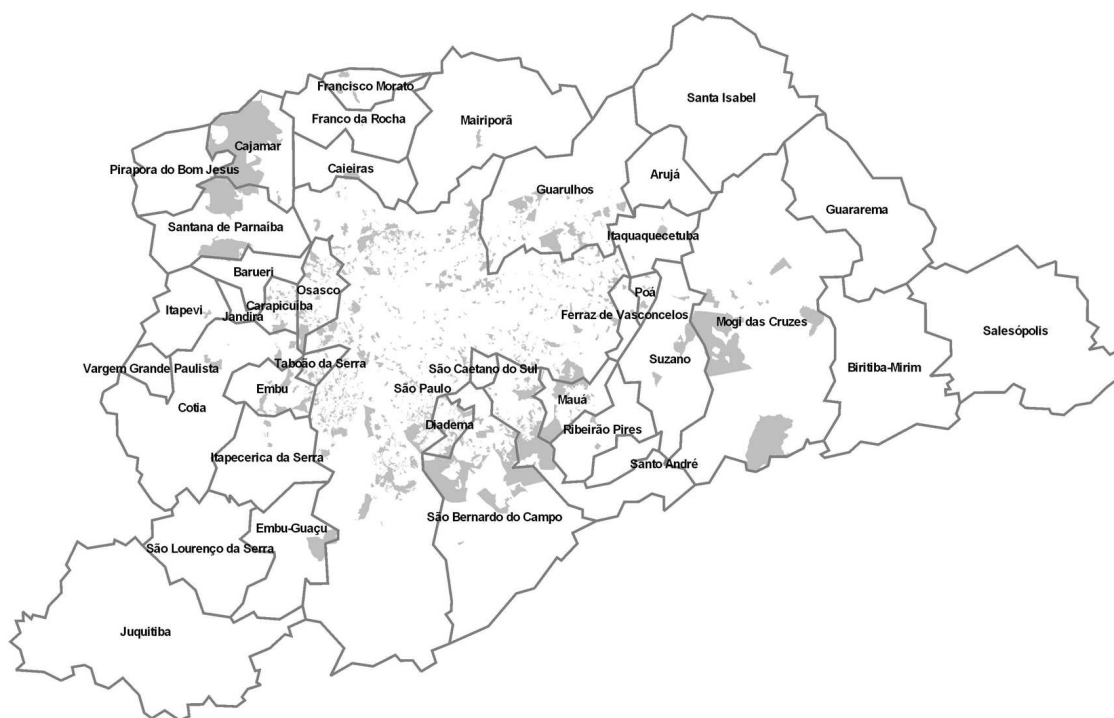 Francisco Morato
Santa Isabel
Franco da Rocha
Mairiporã
Cajamar
Pirapora do Bom Jesus
Caieiras
Arujá
Guarulhos
Guararema
Santana de Parnaíba
Itaquaquecetuba
Barueri
Osasco
Poá
Itapevi
Carapicuíba
Jandira
Ferraz de Vasconcelos
Mogi das Cruzes
Salesópolis
Suzano
Taboão da Serra
Vargem Grande Paulista
São Caetano do Sul
Biritiba-Mirim
Embu
São Paulo
Cotia
Mauá
Diadema
Ribeirão Pires
Itapecerica da Serra
Santo André
São Bernardo do Campo
Embu-Guaçu
São Lourenço da Serra
Juquitiba